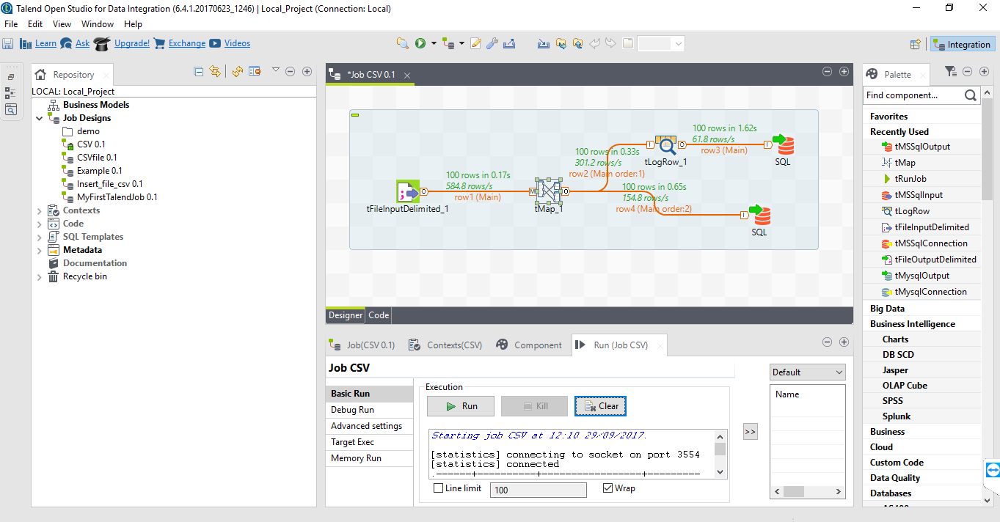 Talend Open Studio for Data Integration (6.4.1.20170623_1246) | Local_Project (Connection: Local)
File Edit View Window Help
Learn Ask Upgrade! Exchange Videos
Integration
Repository
LOCAL: Local_Project
Business Models
Job Designs
demo
CSV 0.1
CSVfile 0.1
Example 0.1
Insert_file_csv 0.1
MyFirstTalendJob 0.1
Contexts
Code
SQL Templates
Metadata
Documentation
Recycle bin
*Job CSV 0.1
100 rows in 1.62s
61.8 rows/s
row3 (Main)
tLogRow_1
SQL
100 rows in 0.33s
301.2 rows/s
row2 (Main order:1)
100 rows in 0.17s
584.8 rows/s
row1 (Main)
tFileInputDelimited_1
tMap_1
100 rows in 0.65s
154.8 rows/s
row4 (Main order:2)
SQL
Designer Code
Job(CSV 0.1) Contexts(CSV) Component Run (Job CSV)
Job CSV
Basic Run
Debug Run
Advanced settings
Target Exec
Memory Run
Execution
Run Kill Clear
Starting job CSV at 12:10 29/09/2017.
[statistics] connecting to socket on port 3554
[statistics] connected
.-------+----------+-----------------+---------
Line limit 100 Wrap
>>
Default
Name
Palette
Find component...
Favorites
Recently Used
tMSSqlOutput
tMap
tRunJob
tMSSqlInput
tLogRow
tFileInputDelimited
tMSSqlConnection
tFileOutputDelimited
tMysqlOutput
tMysqlConnection
Big Data
Business Intelligence
Charts
DB SCD
Jasper
OLAP Cube
SPSS
Splunk
Business
Cloud
Custom Code
Data Quality
Databases